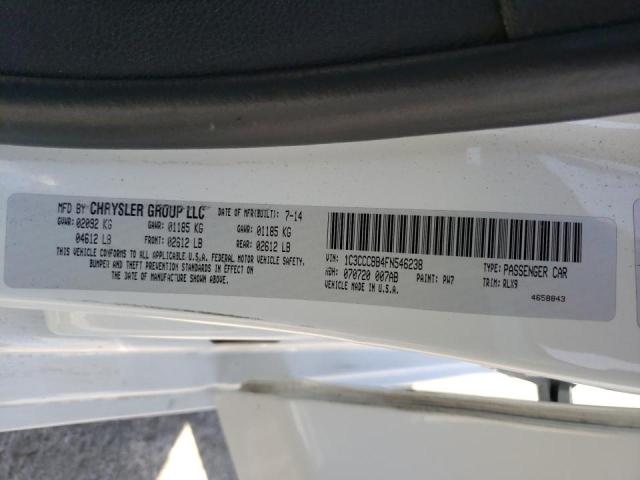 MFD BY CHRYSLER GROUP LLC DATE OF MFR(BUILT): 7-14
GVWR: 02092 KG GAWR: 01185 KG GAWR: 01185 KG
04612 LB FRONT: 02612 LB REAR: 02612 LB
THIS VEHICLE CONFORMS TO ALL APPLICABLE U.S.A. FEDERAL MOTOR VEHICLE SAFETY,
BUMPER AND THEFT PREVENTION STANDARDS IN EFFECT ON
THE DATE OF MANUFACTURE SHOWN ABOVE.
VIN: 1C3CCCBB4FN546238 TYPE: PASSENGER CAR
MDH: 070720 007AB PAINT: PW7 TRIM: RLX9
VEHICLE MADE IN U.S.A. 4658843